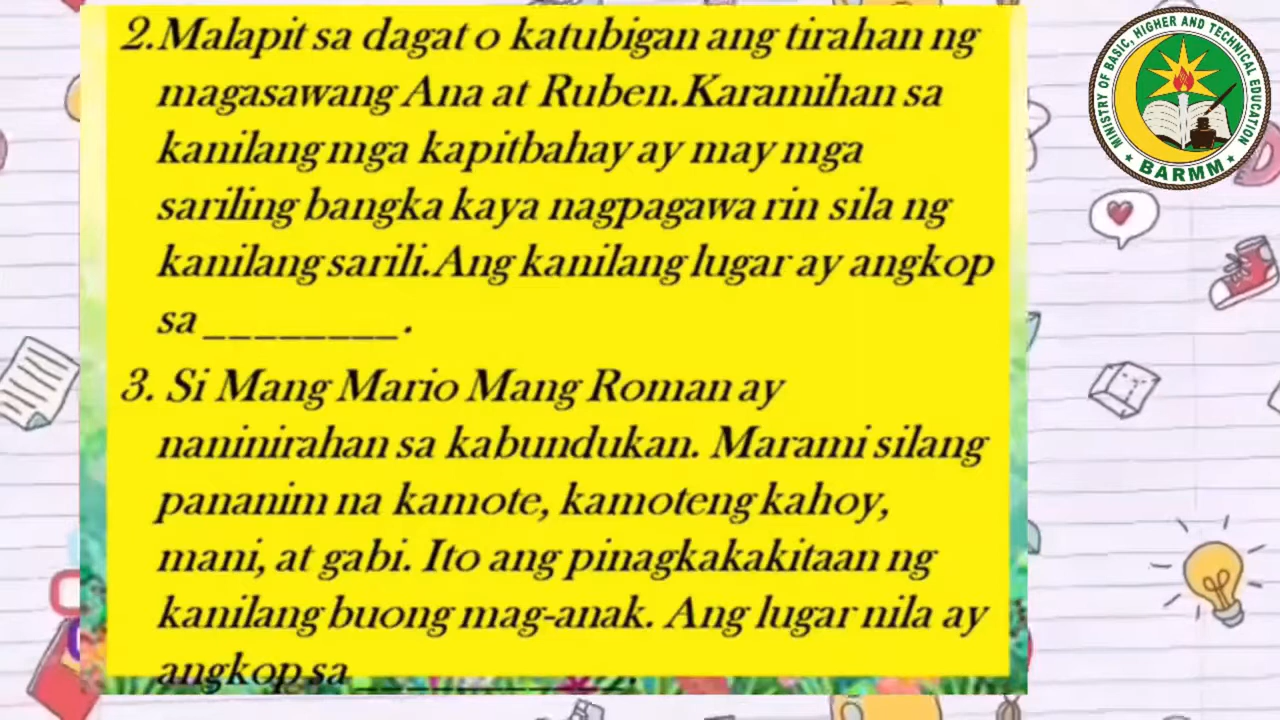 2.Malapit sa dagat o katubigan ang tirahan ng
magasawang Ana at Ruben.Karamihan sa
kanilang mga kapitbahay ay may mga
sariling bangka kaya nagpagawa rin sila ng
kanilang sarili.Ang kanilang lugar ay angkop
sa ________.
3. Si Mang Mario Mang Roman ay
naninirahan sa kabundukan. Marami silang
pananim na kamote, kamoteng kahoy,
mani, at gabi. Ito ang pinagkakakitaan ng
kanilang buong mag-anak. Ang lugar nila ay
angkop sa ___________.
MINISTRY OF BASIC, HIGHER AND TECHNICAL EDUCATION
BARMM